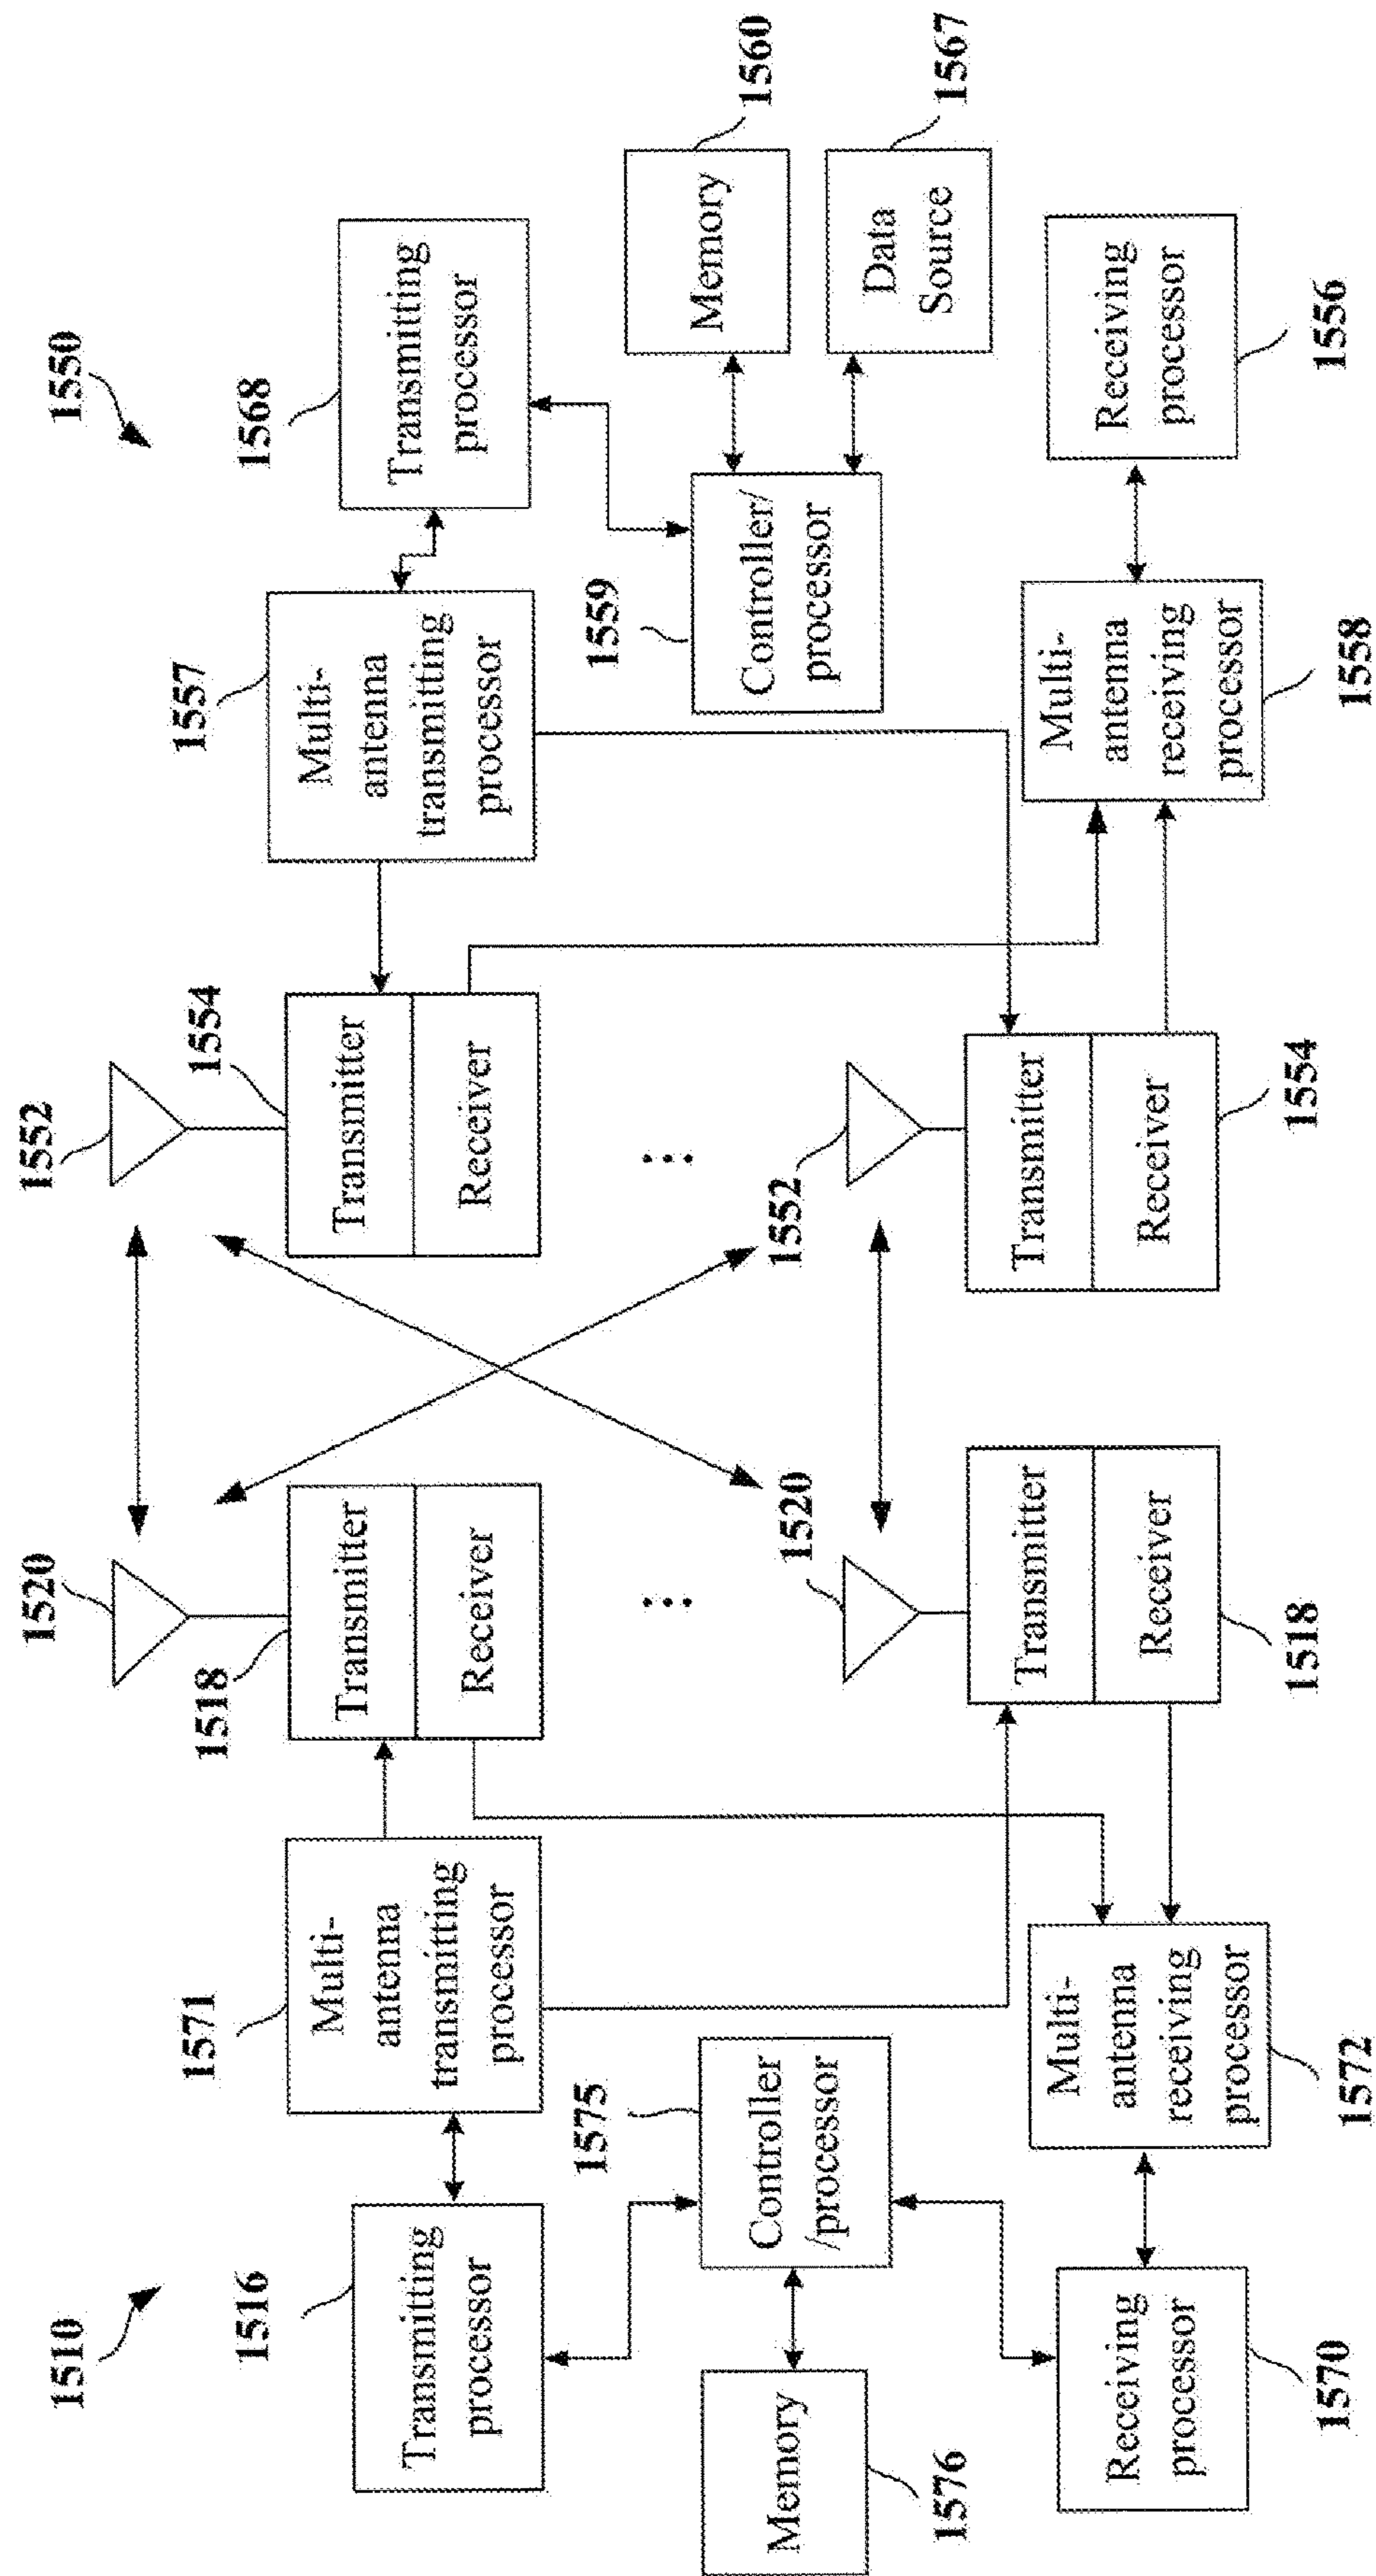 1510
1550
1520
1552
1516
Transmitting
processor
1571
Multi-
antenna
transmitting
processor
1518
Transmitter
Receiver
1554
Transmitter
Receiver
1557
Multi-
antenna
transmitting
processor
1568
Transmitting
processor
1576
Memory
1575
Controller
/processor
...
...
1559
Controller/
processor
Memory
1560
Data
Source
1567
1520
1552
1570
Receiving
processor
1572
Multi-
antenna
receiving
processor
Transmitter
Receiver
1518
Transmitter
Receiver
1554
Multi-
antenna
receiving
processor
1558
Receiving
processor
1556